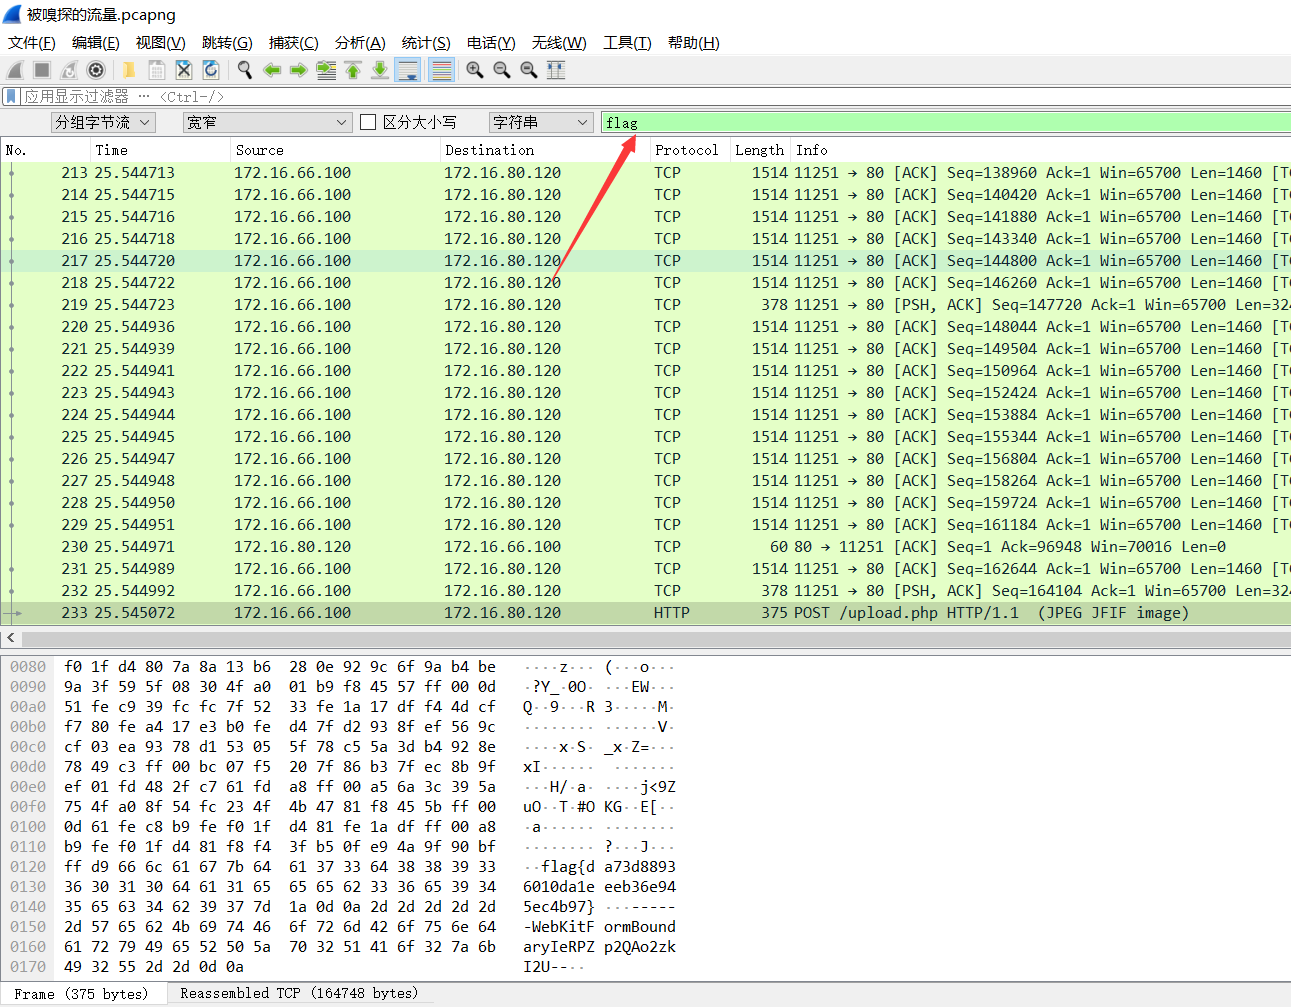 被嗅探的流量.pcapng
文件(F) 编辑(E) 视图(V) 跳转(G) 捕获(C) 分析(A) 统计(S) 电话(Y) 无线(W) 工具(T) 帮助(H)
应用显示过滤器 … <Ctrl-/>
分组字节流 宽窄 区分大小写 字符串 flag
No. Time Source Destination Protocol Length Info
213 25.544713 172.16.66.100 172.16.80.120 TCP 1514 11251 → 80 [ACK] Seq=138960 Ack=1 Win=65700 Len=1460 [TC
214 25.544715 172.16.66.100 172.16.80.120 TCP 1514 11251 → 80 [ACK] Seq=140420 Ack=1 Win=65700 Len=1460 [TC
215 25.544716 172.16.66.100 172.16.80.120 TCP 1514 11251 → 80 [ACK] Seq=141880 Ack=1 Win=65700 Len=1460 [TC
216 25.544718 172.16.66.100 172.16.80.120 TCP 1514 11251 → 80 [ACK] Seq=143340 Ack=1 Win=65700 Len=1460 [TC
217 25.544720 172.16.66.100 172.16.80.120 TCP 1514 11251 → 80 [ACK] Seq=144800 Ack=1 Win=65700 Len=1460 [TC
218 25.544722 172.16.66.100 172.16.80.120 TCP 1514 11251 → 80 [ACK] Seq=146260 Ack=1 Win=65700 Len=1460 [TC
219 25.544723 172.16.66.100 172.16.80.120 TCP 378 11251 → 80 [PSH, ACK] Seq=147720 Ack=1 Win=65700 Len=324
220 25.544936 172.16.66.100 172.16.80.120 TCP 1514 11251 → 80 [ACK] Seq=148044 Ack=1 Win=65700 Len=1460 [TC
221 25.544939 172.16.66.100 172.16.80.120 TCP 1514 11251 → 80 [ACK] Seq=149504 Ack=1 Win=65700 Len=1460 [TC
222 25.544941 172.16.66.100 172.16.80.120 TCP 1514 11251 → 80 [ACK] Seq=150964 Ack=1 Win=65700 Len=1460 [TC
223 25.544943 172.16.66.100 172.16.80.120 TCP 1514 11251 → 80 [ACK] Seq=152424 Ack=1 Win=65700 Len=1460 [TC
224 25.544944 172.16.66.100 172.16.80.120 TCP 1514 11251 → 80 [ACK] Seq=153884 Ack=1 Win=65700 Len=1460 [TC
225 25.544945 172.16.66.100 172.16.80.120 TCP 1514 11251 → 80 [ACK] Seq=155344 Ack=1 Win=65700 Len=1460 [TC
226 25.544947 172.16.66.100 172.16.80.120 TCP 1514 11251 → 80 [ACK] Seq=156804 Ack=1 Win=65700 Len=1460 [TC
227 25.544948 172.16.66.100 172.16.80.120 TCP 1514 11251 → 80 [ACK] Seq=158264 Ack=1 Win=65700 Len=1460 [TC
228 25.544950 172.16.66.100 172.16.80.120 TCP 1514 11251 → 80 [ACK] Seq=159724 Ack=1 Win=65700 Len=1460 [TC
229 25.544951 172.16.66.100 172.16.80.120 TCP 1514 11251 → 80 [ACK] Seq=161184 Ack=1 Win=65700 Len=1460 [TC
230 25.544971 172.16.80.120 172.16.66.100 TCP 60 80 → 11251 [ACK] Seq=1 Ack=96948 Win=70016 Len=0
231 25.544989 172.16.66.100 172.16.80.120 TCP 1514 11251 → 80 [ACK] Seq=162644 Ack=1 Win=65700 Len=1460 [TC
232 25.544992 172.16.66.100 172.16.80.120 TCP 378 11251 → 80 [PSH, ACK] Seq=164104 Ack=1 Win=65700 Len=324
233 25.545072 172.16.66.100 172.16.80.120 HTTP 375 POST /upload.php HTTP/1.1 (JPEG JFIF image)
0080 f0 1f d4 80 7a 8a 13 b6 28 0e 92 9c 6f 9a b4 be ····z··· (···o···
0090 9a 3f 59 5f 08 30 4f a0 01 b9 f8 45 57 ff 00 0d ·?Y_·0O· ···EW···
00a0 51 fe c9 39 fc fc 7f 52 33 fe 1a 17 df f4 4d cf Q··9···R 3·····M·
00b0 f7 80 fe a4 17 e3 b0 fe d4 7f d2 93 8f ef 56 9c ········ ······V·
00c0 cf 03 ea 93 78 d1 53 05 5f 78 c5 5a 3d b4 92 8e ····x·S· _x·Z=···
00d0 78 49 c3 ff 00 bc 07 f5 20 7f 86 b3 7f ec 8b 9f xI······ ·······
00e0 ef 01 fd 48 2f c7 61 fd a8 ff 00 a5 6a 3c 39 5a ···H/·a· ····j<9Z
00f0 75 4f a0 8f 54 fc 23 4f 4b 47 81 f8 45 5b ff 00 uO··T·#O KG··E[··
0100 0d 61 fe c8 b9 fe f0 1f d4 81 fe 1a df ff 00 a8 ·a······ ········
0110 b9 fe f0 1f d4 81 f8 f4 3f b5 0f e9 4a 9f 90 bf ········ ?···J···
0120 ff d9 66 6c 61 67 7b 64 61 37 33 64 38 38 39 33 ··flag{d a73d8893
0130 36 30 31 30 64 61 31 65 65 65 62 33 36 65 39 34 6010da1e eeb36e94
0140 35 65 63 34 62 39 37 7d 1a 0d 0a 2d 2d 2d 2d 2d 5ec4b97} ···-----
0150 2d 57 65 62 4b 69 74 46 6f 72 6d 42 6f 75 6e 64 -WebKitF ormBound
0160 61 72 79 49 65 52 50 5a 70 32 51 41 6f 32 7a 6b aryIeRPZ p2QAo2zk
0170 49 32 55 2d 2d 0d 0a I2U--··
Frame (375 bytes) Reassembled TCP (164748 bytes)